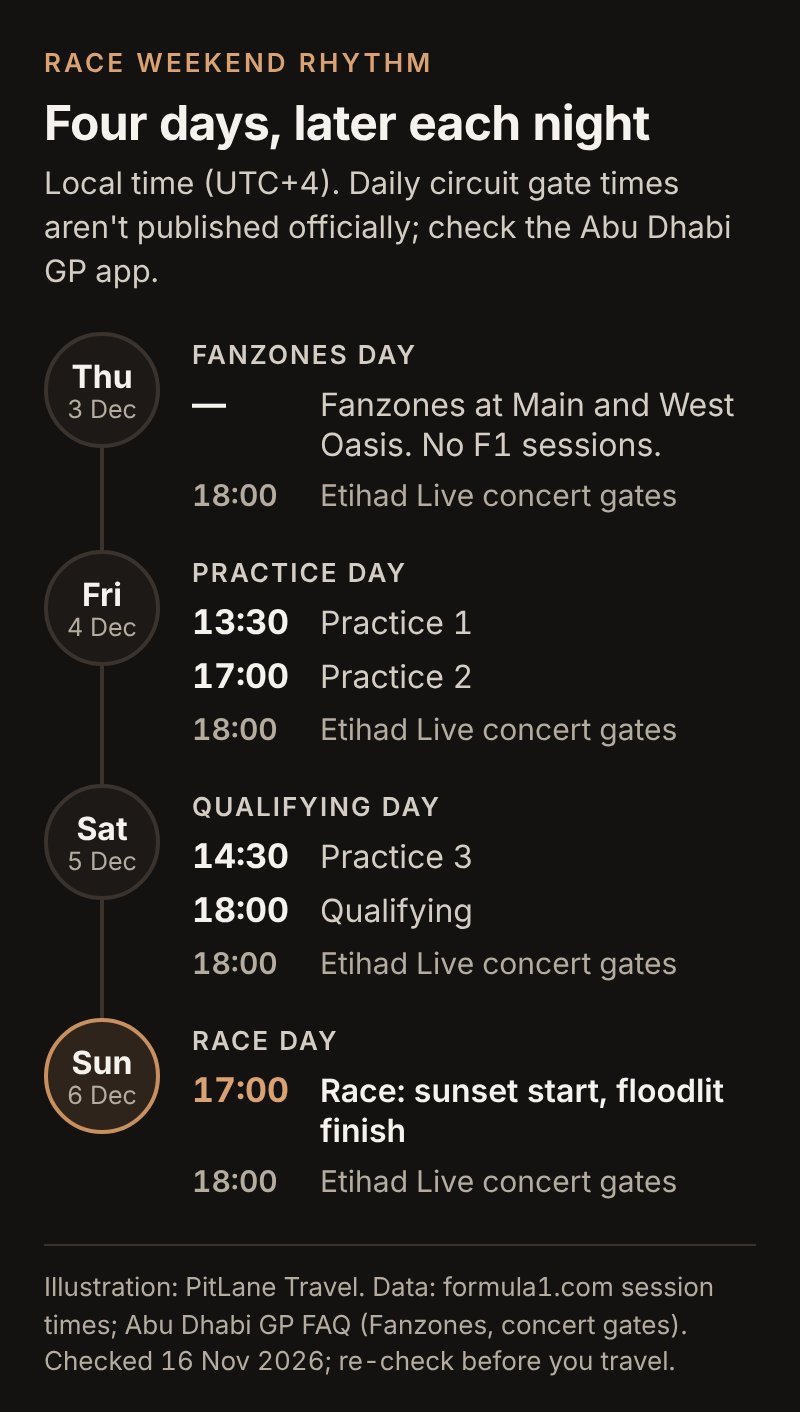 RACE WEEKEND RHYTHM
Four days, later each night
Local time (UTC+4). Daily circuit gate times
aren't published officially; check the Abu Dhabi
GP app.
Thu
3 Dec
FANZONES DAY
— Fanzones at Main and West
Oasis. No F1 sessions.
18:00 Etihad Live concert gates
Fri
4 Dec
PRACTICE DAY
13:30 Practice 1
17:00 Practice 2
18:00 Etihad Live concert gates
Sat
5 Dec
QUALIFYING DAY
14:30 Practice 3
18:00 Qualifying
18:00 Etihad Live concert gates
Sun
6 Dec
RACE DAY
17:00 Race: sunset start, floodlit
finish
18:00 Etihad Live concert gates
Illustration: PitLane Travel. Data: formula1.com session
times; Abu Dhabi GP FAQ (Fanzones, concert gates).
Checked 16 Nov 2026; re-check before you travel.